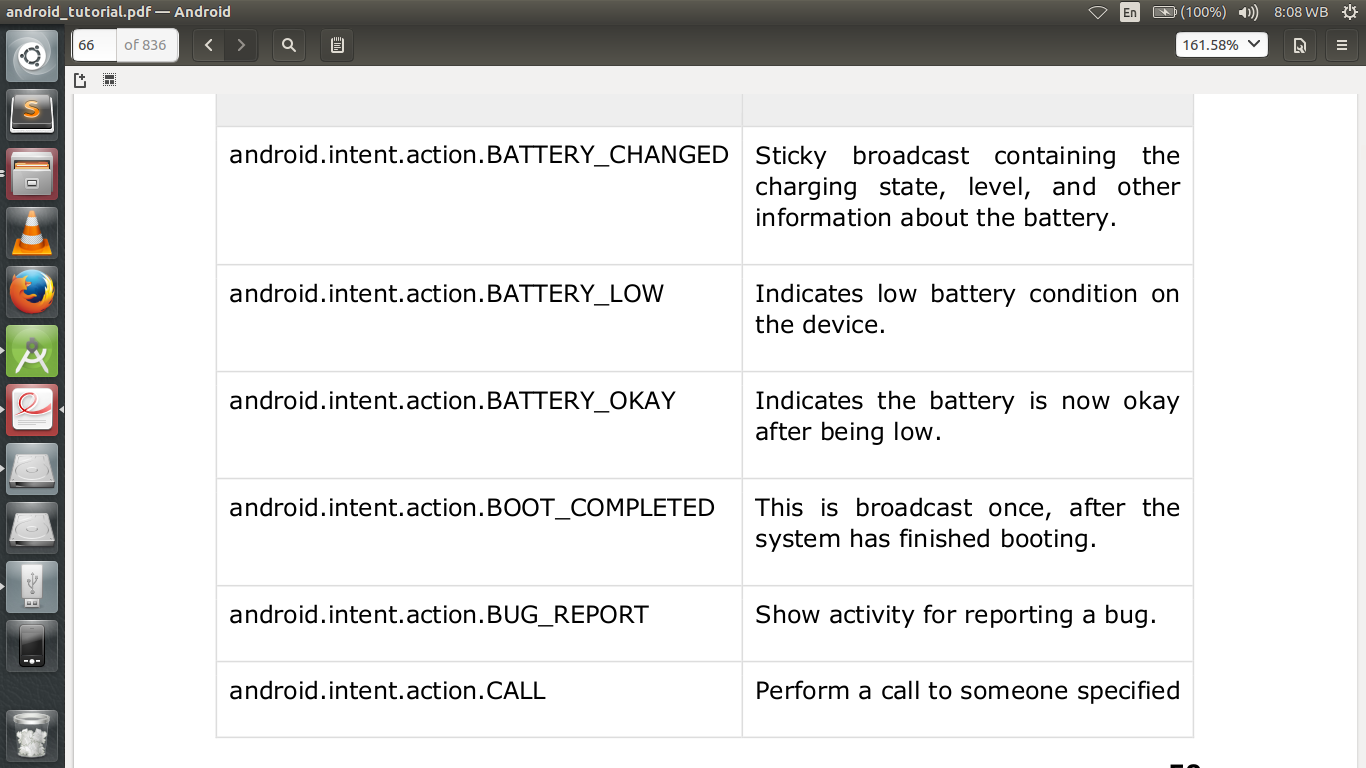 android_tutorial.pdf — Android
En
(100%)
8:08 WB
66
of 836
161.58%
android.intent.action.BATTERY_CHANGED
Sticky broadcast containing the
charging state, level, and other
information about the battery.
android.intent.action.BATTERY_LOW
Indicates low battery condition on
the device.
android.intent.action.BATTERY_OKAY
Indicates the battery is now okay
after being low.
android.intent.action.BOOT_COMPLETED
This is broadcast once, after the
system has finished booting.
android.intent.action.BUG_REPORT
Show activity for reporting a bug.
android.intent.action.CALL
Perform a call to someone specified